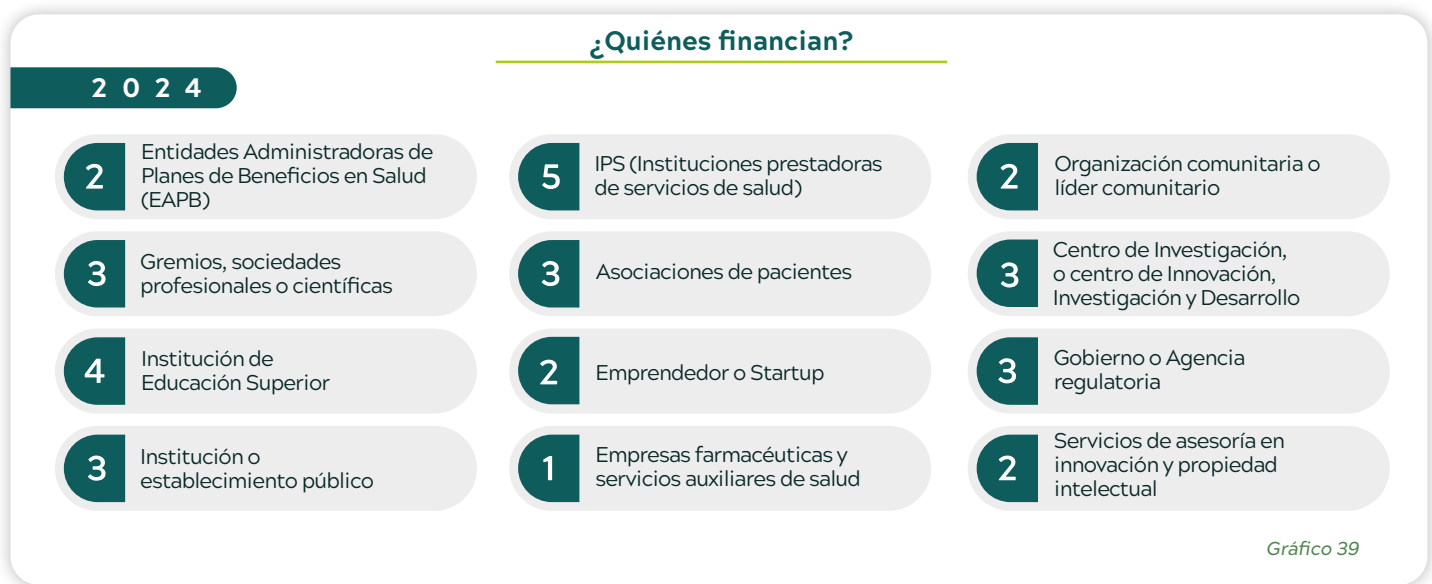 ¿Quiénes financian?
2024
2
Entidades Administradoras de
Planes de Beneficios en Salud
(EAPB)
5
IPS (Instituciones prestadoras
de servicios de salud)
2
Organización comunitaria o
líder comunitario
3
Gremios, sociedades
profesionales o científicas
3
Asociaciones de pacientes
3
Centro de Investigación,
o centro de Innovación,
Investigación y Desarrollo
4
Institución de
Educación Superior
2
Emprendedor o Startup
3
Gobierno o Agencia
regulatoria
3
Institución o
establecimiento público
1
Empresas farmacéuticas y
servicios auxiliares de salud
2
Servicios de asesoría en
innovación y propiedad
intelectual
Gráfico 39